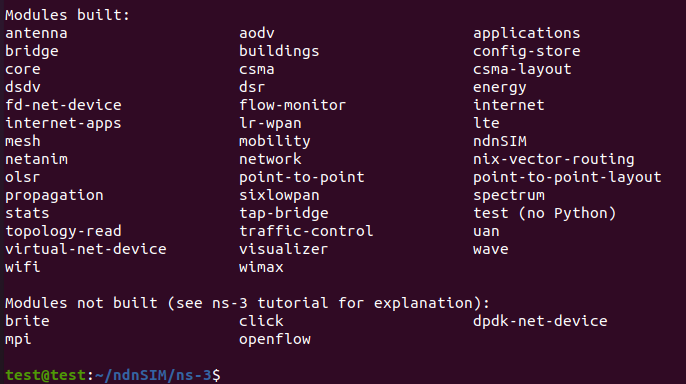 Modules built:
antenna aodv applications
bridge buildings config-store
core csma csma-layout
dsdv dsr energy
fd-net-device flow-monitor internet
internet-apps lr-wpan lte
mesh mobility ndnSIM
netanim network nix-vector-routing
olsr point-to-point point-to-point-layout
propagation sixlowpan spectrum
stats tap-bridge test (no Python)
topology-read traffic-control uan
virtual-net-device visualizer wave
wifi wimax
Modules not built (see ns-3 tutorial for explanation):
brite click dpdk-net-device
mpi openflow
test@test:~/ndnSIM/ns-3$